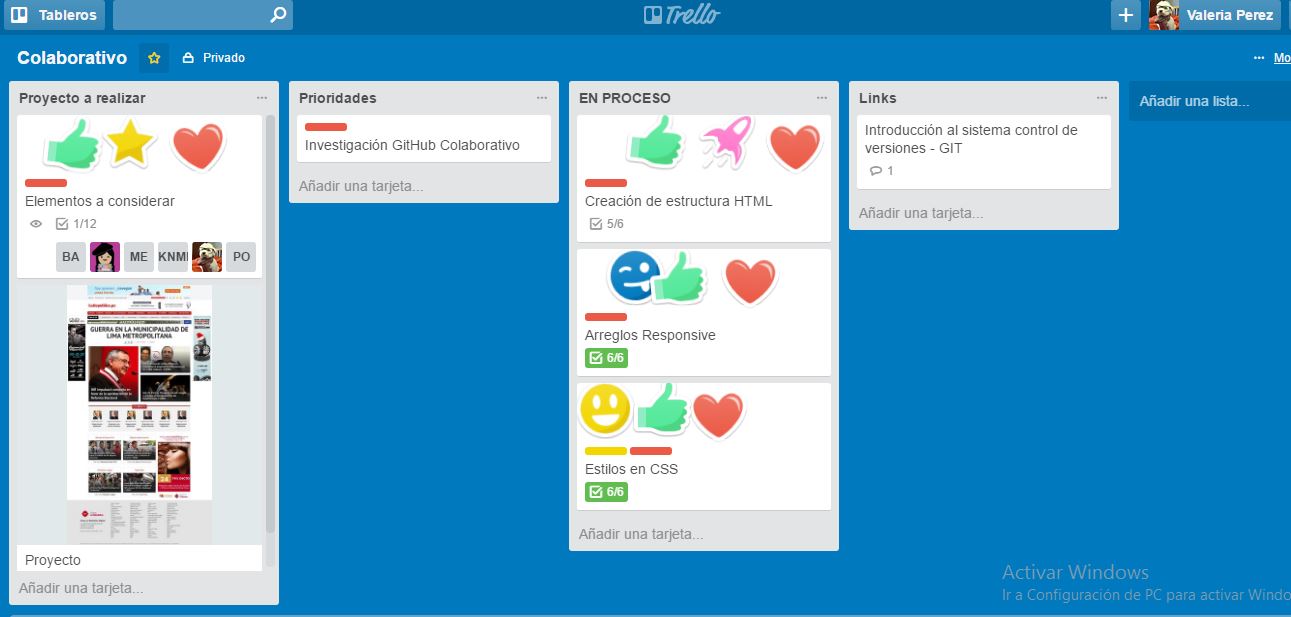 Tableros
Trello
Valeria Perez
Colaborativo
Privado
Mo
Proyecto a realizar
Elementos a considerar
1/12
BA
ME
KNMI
PO
GUERRA EN LA MUNICIPALIDAD DE
LIMA METROPOLITANA
Proyecto
Añadir una tarjeta...
Prioridades
Investigación GitHub Colaborativo
Añadir una tarjeta...
EN PROCESO
Creación de estructura HTML
5/6
Arreglos Responsive
6/6
Estilos en CSS
6/6
Añadir una tarjeta...
Links
Introducción al sistema control de
versiones - GIT
1
Añadir una tarjeta...
Añadir una lista...
Activar Windows
Ir a Configuración de PC para activar Windo